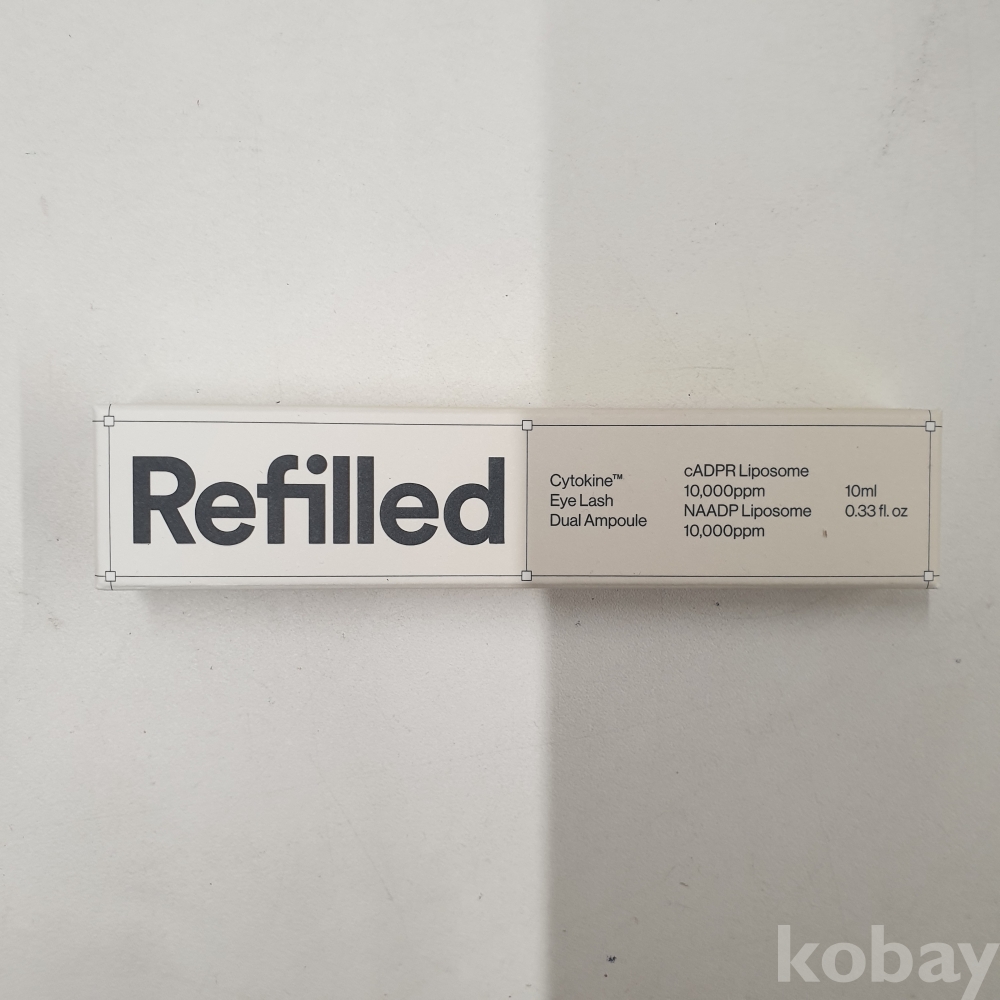 Refilled
Cytokine™
Eye Lash
Dual Ampoule
cADPR Liposome
10,000ppm
NAADP Liposome
10,000ppm
10ml
0.33 fl. oz
kobay